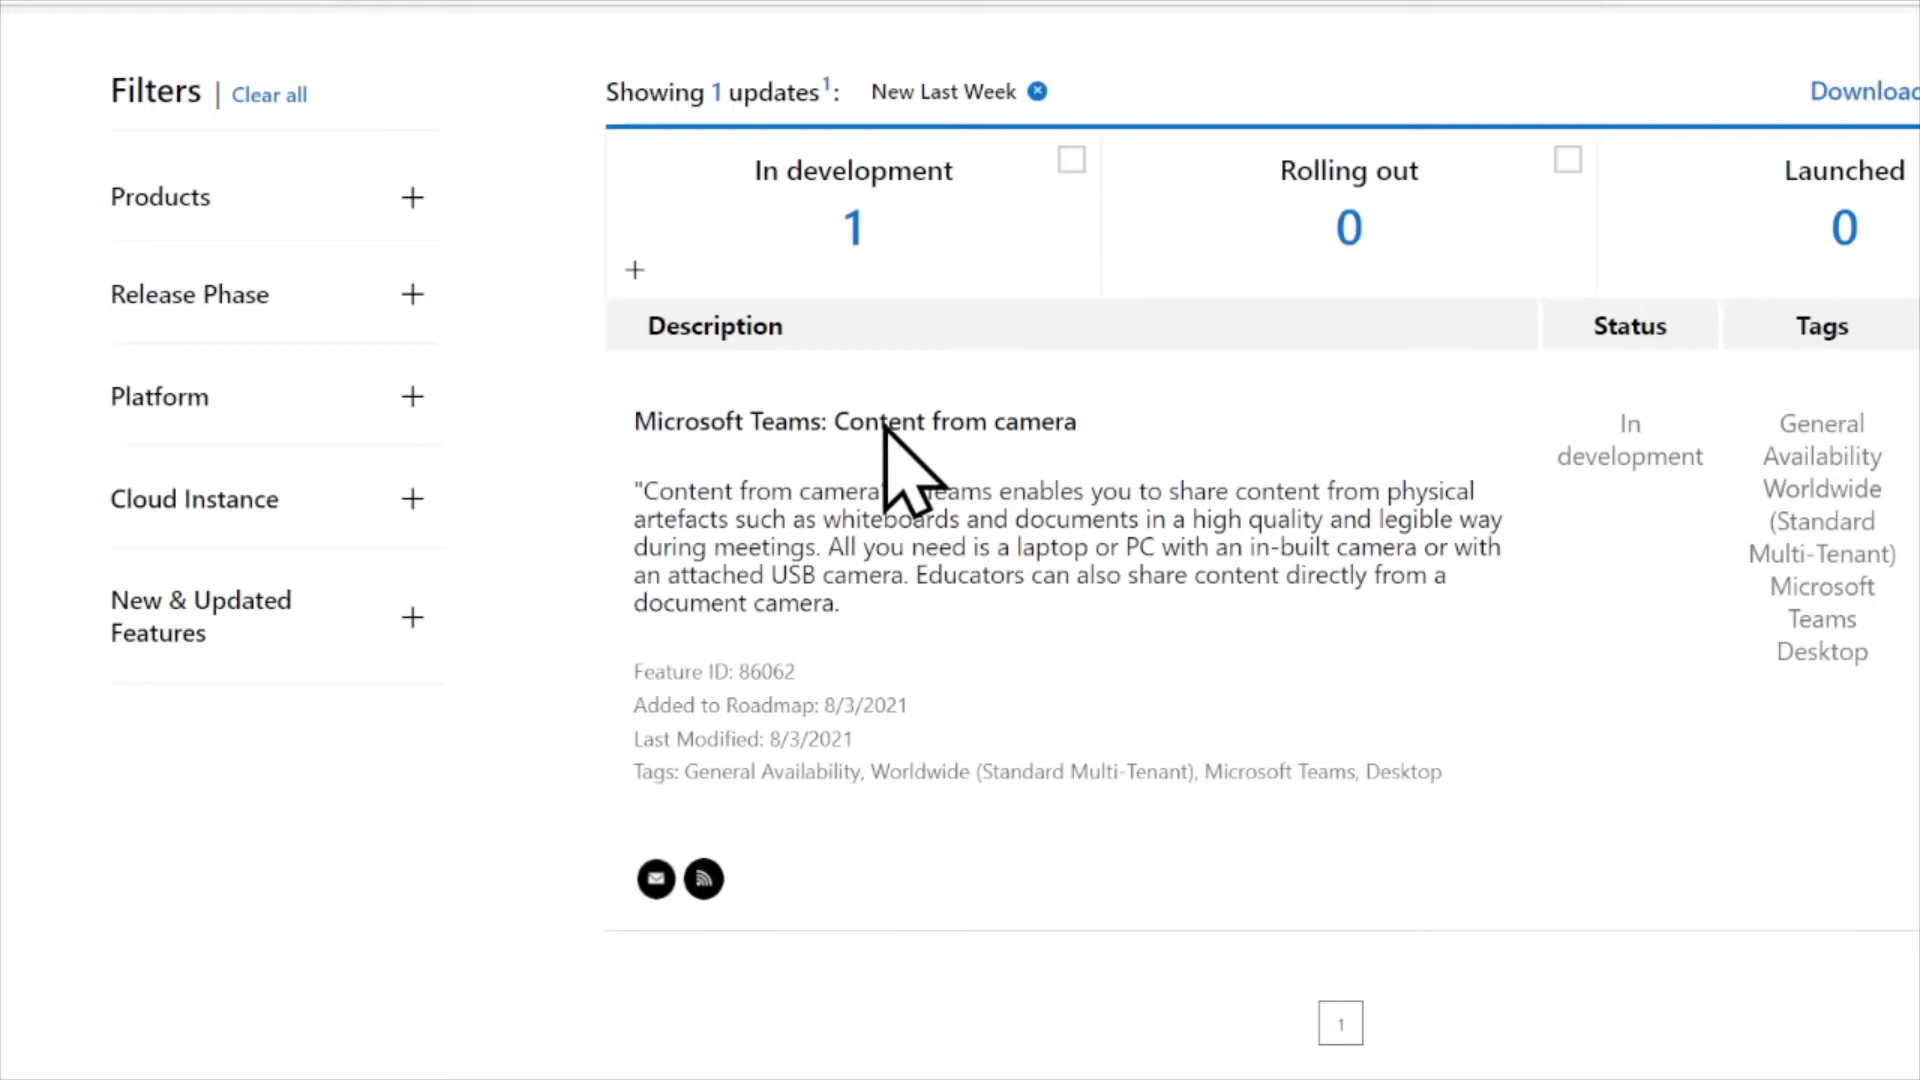 Filters | Clear all
Showing 1 updates1: New Last Week
Download
Products
Release Phase
Platform
Cloud Instance
New & Updated
Features
In development
1
Rolling out
0
Launched
0
Description
Status
Tags
Microsoft Teams: Content from camera
"Content from camera" Teams enables you to share content from physical
artefacts such as whiteboards and documents in a high quality and legible way
during meetings. All you need is a laptop or PC with an in-built camera or with
an attached USB camera. Educators can also share content directly from a
document camera.
Feature ID: 86062
Added to Roadmap: 8/3/2021
Last Modified: 8/3/2021
Tags: General Availability, Worldwide (Standard Multi-Tenant), Microsoft Teams, Desktop
In
development
General
Availability
Worldwide
(Standard
Multi-Tenant)
Microsoft
Teams
Desktop
1